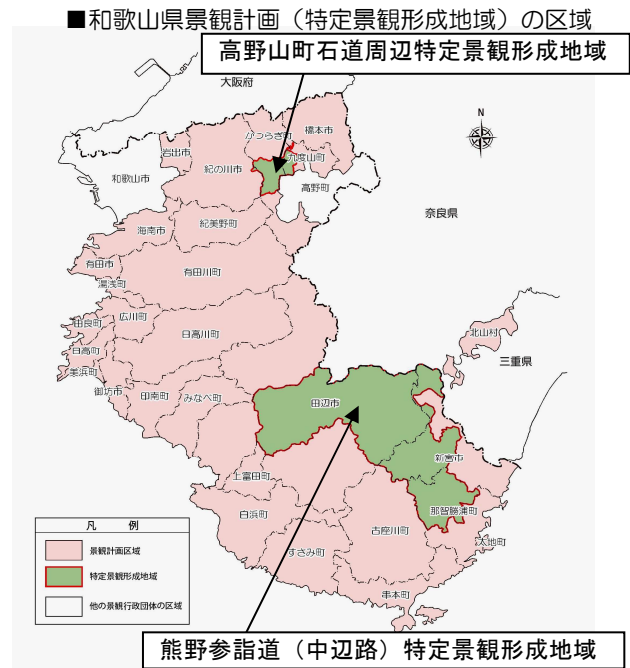 ■和歌山県景観計画（特定景観形成地域）の区域
高野山町石道周辺特定景観形成地域
大阪府
橋本市
かつらぎ町
岩出市
九度山町
紀の川市
和歌山市
高野町
N
奈良県
紀美野町
海南市
有田市
有田川町
湯浅町
広川町
由良町
日高川町
北山村
日高町
三重県
美浜町
御坊市
印南町
みなべ町
田辺市
新宮市
上富田町
那智勝浦町
白浜町
古座川町
太地町
すさみ町
串本町
凡 例
景観計画区域
特定景観形成地域
他の景観行政団体の区域
熊野参詣道（中辺路）特定景観形成地域